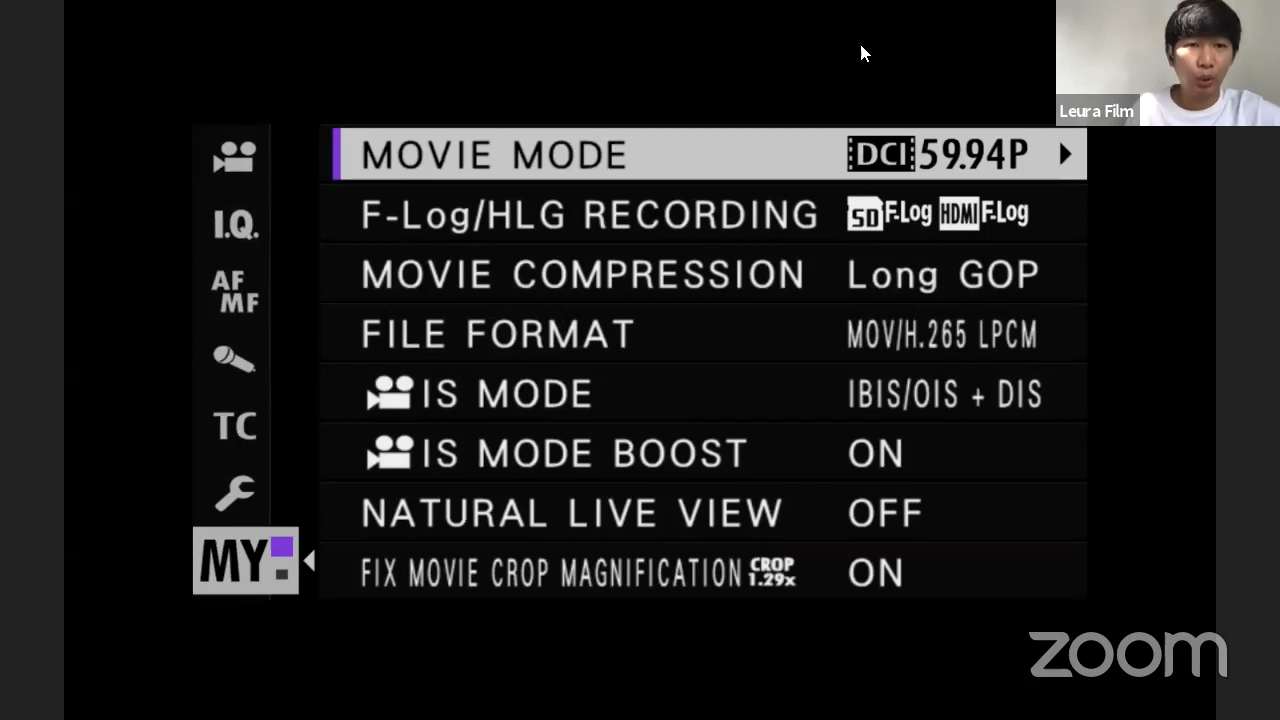 Leura Film
MOVIE MODE DCI 59.94P
F-Log/HLG RECORDING SD F-Log HDMI F-Log
MOVIE COMPRESSION Long GOP
FILE FORMAT MOV/H.265 LPCM
IS MODE IBIS/OIS + DIS
IS MODE BOOST ON
NATURAL LIVE VIEW OFF
FIX MOVIE CROP MAGNIFICATION CROP 1.29x ON
I.Q.
AF
MF
TC
MY
zoom